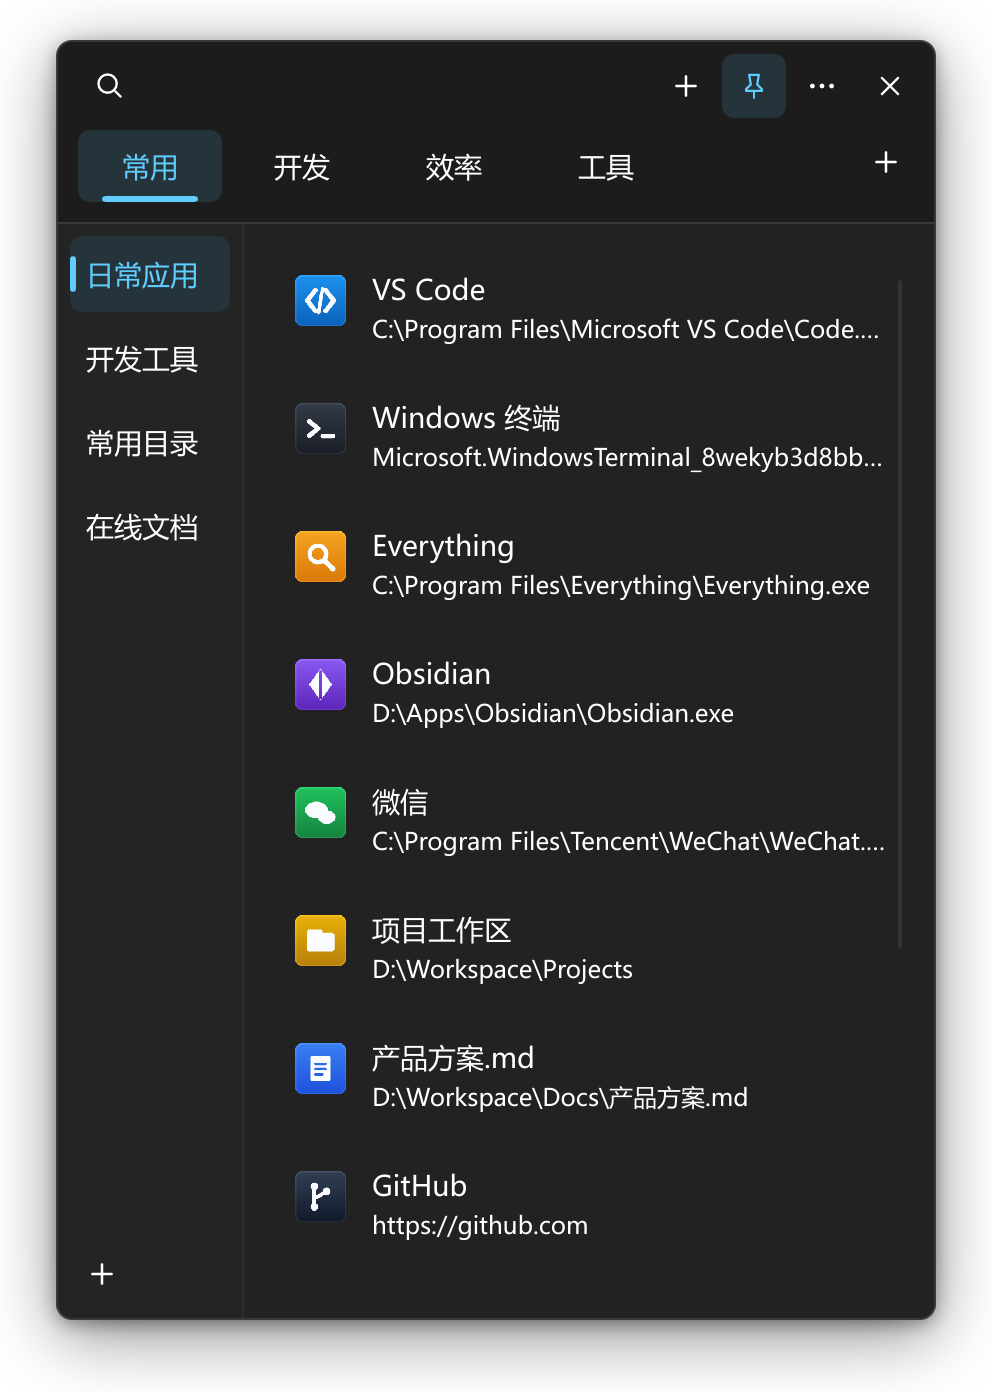 常用
开发
效率
工具
日常应用
开发工具
常用目录
在线文档
VS Code
C:\Program Files\Microsoft VS Code\Code....
Windows 终端
Microsoft.WindowsTerminal_8wekyb3d8bb...
Everything
C:\Program Files\Everything\Everything.exe
Obsidian
D:\Apps\Obsidian\Obsidian.exe
微信
C:\Program Files\Tencent\WeChat\WeChat....
项目工作区
D:\Workspace\Projects
产品方案.md
D:\Workspace\Docs\产品方案.md
GitHub
https://github.com